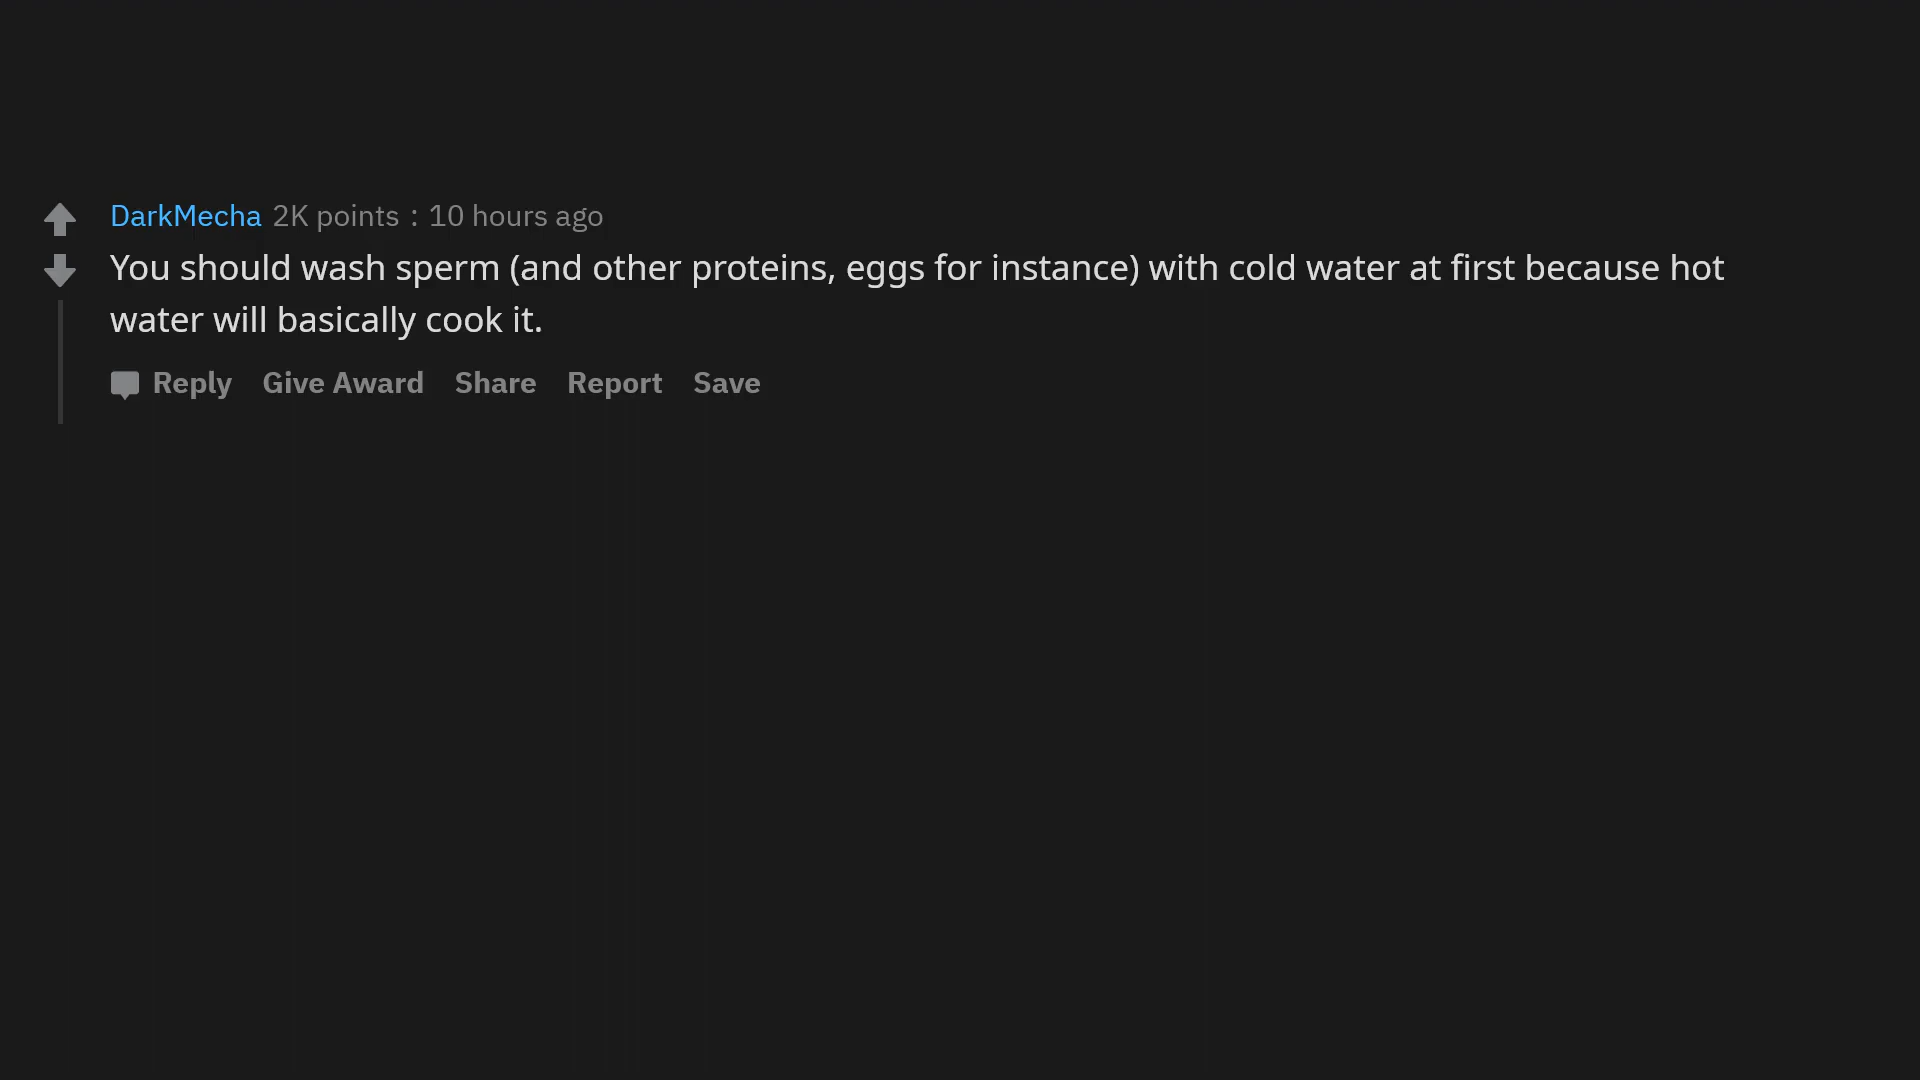 DarkMecha 2K points : 10 hours ago
You should wash sperm (and other proteins, eggs for instance) with cold water at first because hot
water will basically cook it.
Reply Give Award Share Report Save